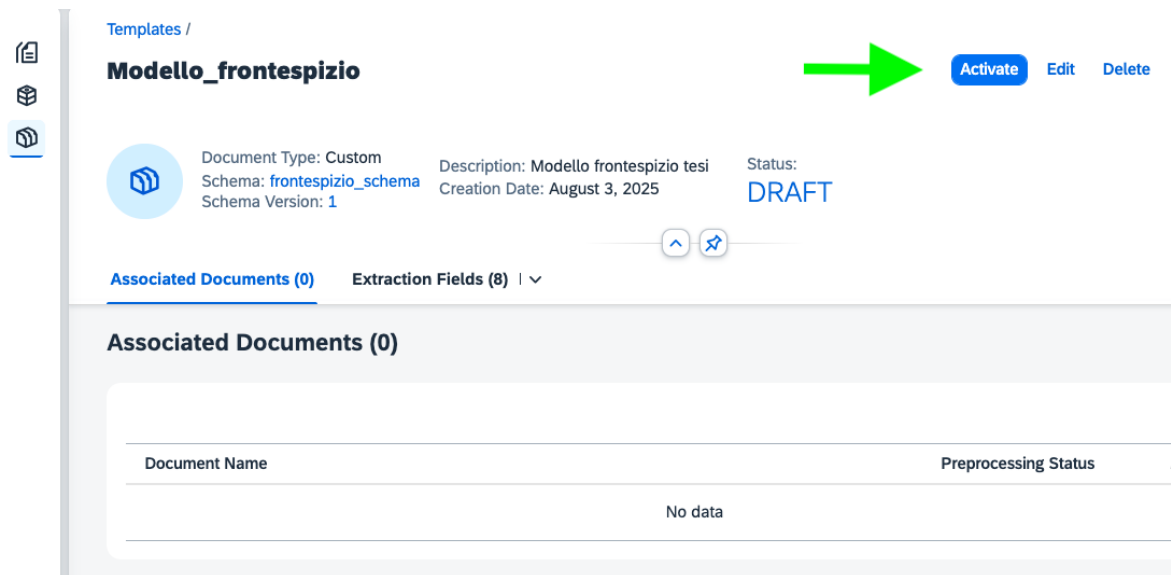 Templates /
Modello_frontespizio
Activate Edit Delete
Document Type: Custom
Schema: frontespizio_schema
Schema Version: 1
Description: Modello frontespizio tesi
Creation Date: August 3, 2025
Status:
DRAFT
Associated Documents (0) Extraction Fields (8)
Associated Documents (0)
Document Name Preprocessing Status
No data